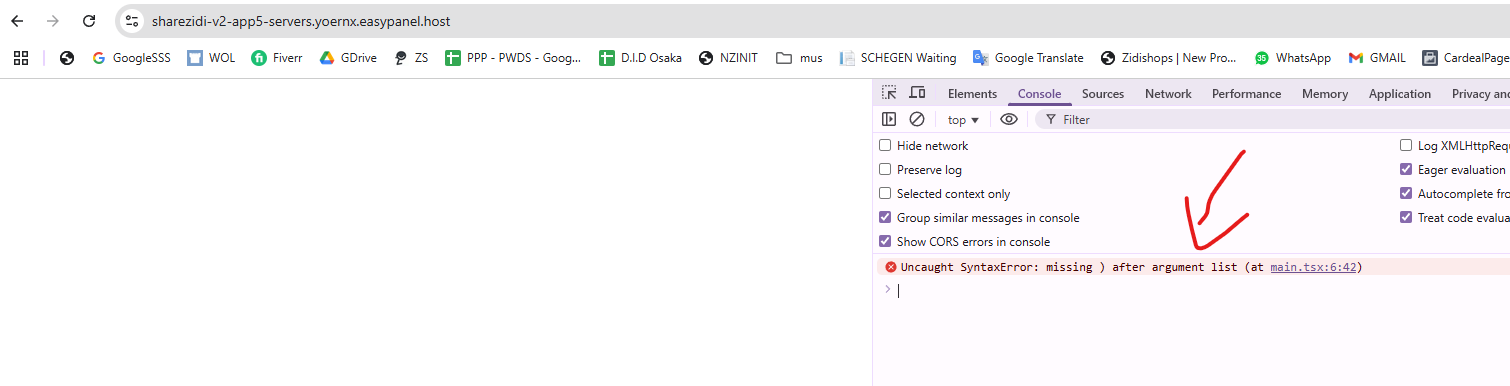 sharezidi-v2-app5-servers.yoernx.easypanel.host
GoogleSSS WOL Fiverr GDrive ZS PPP - PWDS - Goog... D.I.D Osaka NZINIT mus SCHEGEN Waiting Google Translate Zidishops | New Pro... 35 WhatsApp GMAIL CardealPage
Elements Console Sources Network Performance Memory Application Privacy and
top Filter
Hide network Log XMLHttpRequ
Preserve log Eager evaluation
Selected context only Autocomplete fro
Group similar messages in console Treat code evalua
Show CORS errors in console
Uncaught SyntaxError: missing ) after argument list (at main.tsx:6:42)